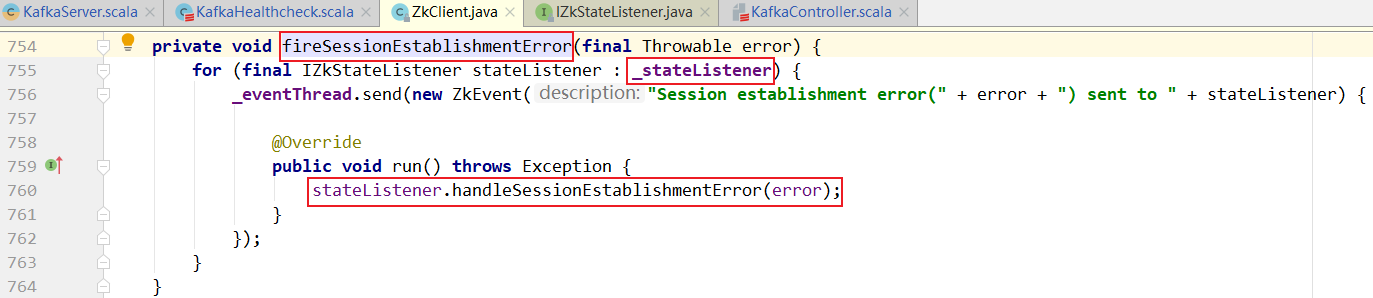 KafkaServer.scala KafkaHealthcheck.scala ZkClient.java IZkStateListener.java KafkaController.scala
754 private void fireSessionEstablishmentError(final Throwable error) {
755 for (final IZkStateListener stateListener : _stateListener) {
756 _eventThread.send(new ZkEvent( description: "Session establishment error(" + error + ") sent to " + stateListener) {
757
758 @Override
759 public void run() throws Exception {
760 stateListener.handleSessionEstablishmentError(error);
761 }
762 });
763 }
764 }